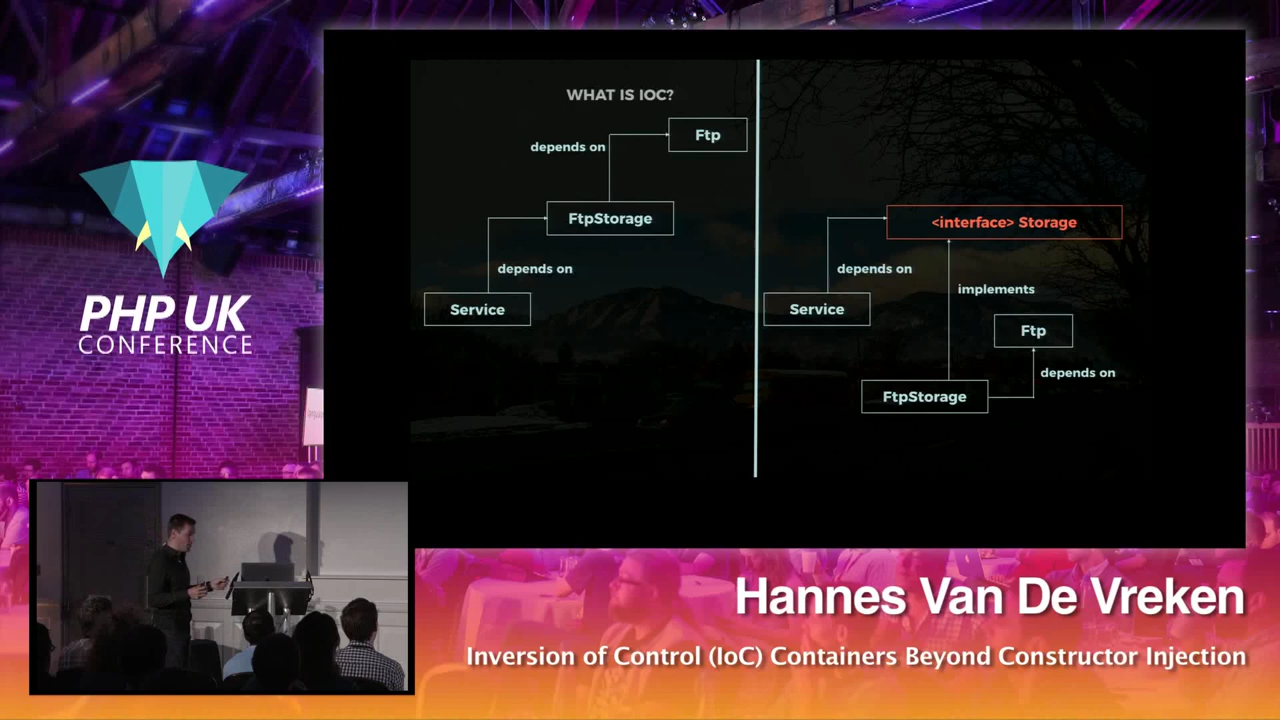 PHP UK
CONFERENCE
WHAT IS IOC?
depends on
Ftp
FtpStorage
depends on
Service
<interface> Storage
depends on
implements
Service
Ftp
depends on
FtpStorage
Hannes Van De Vreken
Inversion of Control (IoC) Containers Beyond Constructor Injection